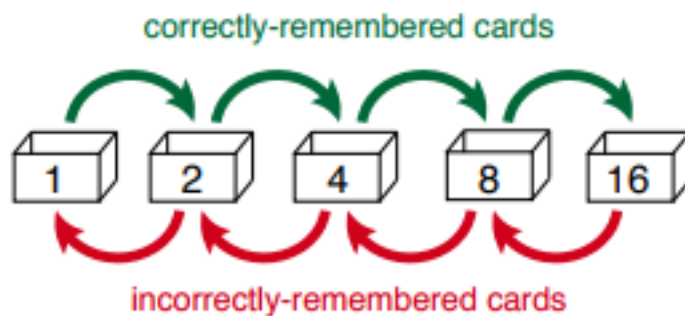 correctly-remembered cards
1 2 4 8 16
incorrectly-remembered cards